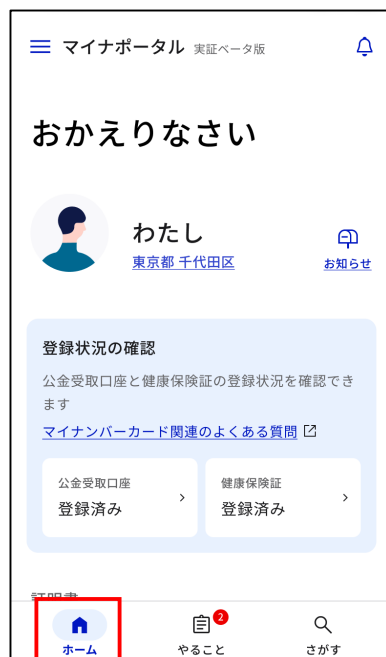 マイナポータル 実証ベータ版
おかえりなさい
わたし
東京都 千代田区
お知らせ
登録状況の確認
公金受取口座と健康保険証の登録状況を確認でき
ます
マイナンバーカード関連のよくある質問
公金受取口座
登録済み
健康保険証
登録済み
証明書
2
ホーム
やること
さがす